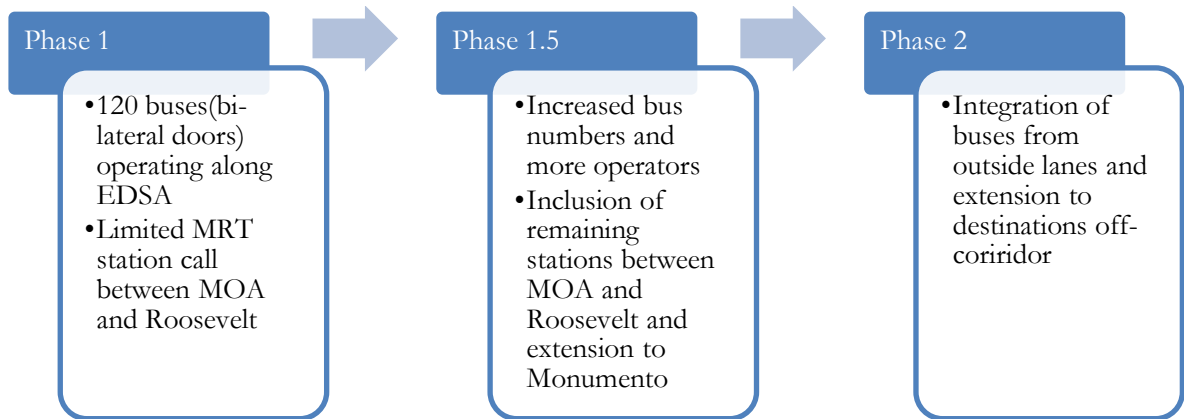 Phase 1
•120 buses(bi-
lateral doors)
operating along
EDSA
•Limited MRT
station call
between MOA
and Roosevelt
Phase 1.5
•Increased bus
numbers and
more operators
•Inclusion of
remaining
stations between
MOA and
Roosevelt and
extension to
Monumento
Phase 2
•Integration of
buses from
outside lanes and
extension to
destinations off-
coriridor